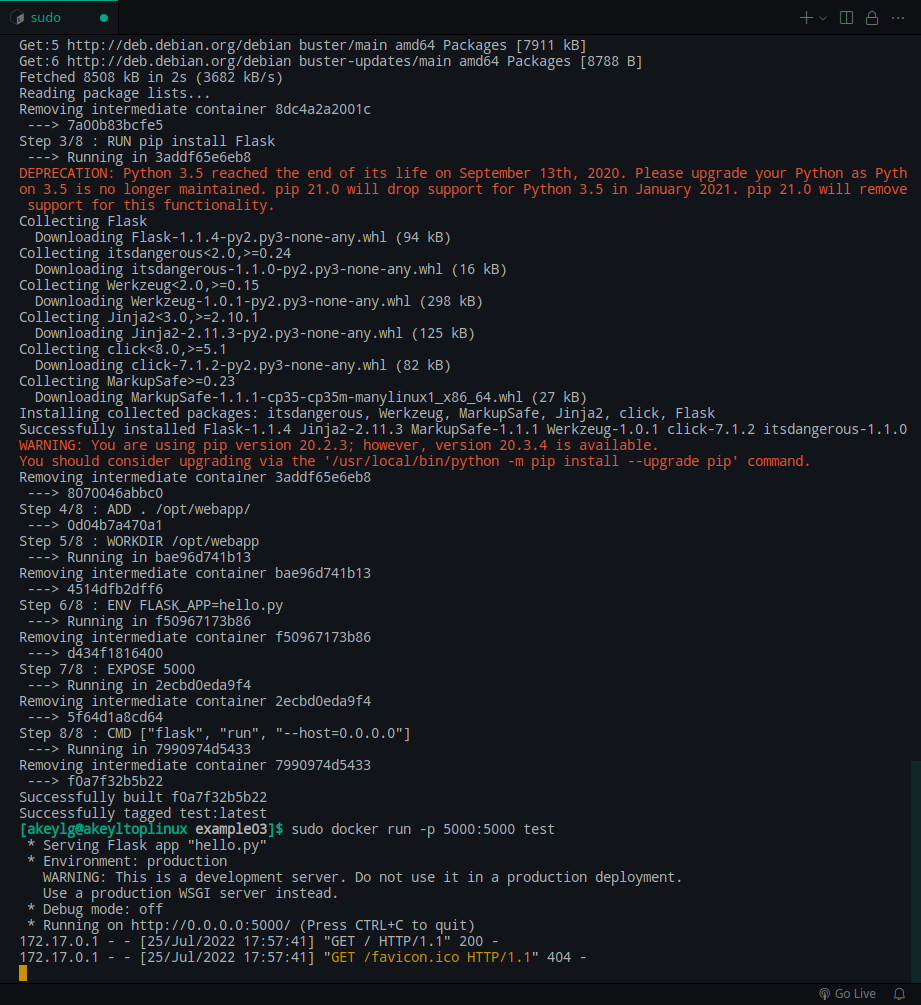 sudo
Get:5 http://deb.debian.org/debian buster/main amd64 Packages [7911 kB]
Get:6 http://deb.debian.org/debian buster-updates/main amd64 Packages [8788 B]
Fetched 8508 kB in 2s (3682 kB/s)
Reading package lists...
Removing intermediate container 8dc4a2a2001c
 ---> 7a00b83bcfe5
Step 3/8 : RUN pip install Flask
 ---> Running in 3addf65e6eb8
DEPRECATION: Python 3.5 reached the end of its life on September 13th, 2020. Please upgrade your Python as Pyth
on 3.5 is no longer maintained. pip 21.0 will drop support for Python 3.5 in January 2021. pip 21.0 will remove
 support for this functionality.
Collecting Flask
  Downloading Flask-1.1.4-py2.py3-none-any.whl (94 kB)
Collecting itsdangerous<2.0,>=0.24
  Downloading itsdangerous-1.1.0-py2.py3-none-any.whl (16 kB)
Collecting Werkzeug<2.0,>=0.15
  Downloading Werkzeug-1.0.1-py2.py3-none-any.whl (298 kB)
Collecting Jinja2<3.0,>=2.10.1
  Downloading Jinja2-2.11.3-py2.py3-none-any.whl (125 kB)
Collecting click<8.0,>=5.1
  Downloading click-7.1.2-py2.py3-none-any.whl (82 kB)
Collecting MarkupSafe>=0.23
  Downloading MarkupSafe-1.1.1-cp35-cp35m-manylinux1_x86_64.whl (27 kB)
Installing collected packages: itsdangerous, Werkzeug, MarkupSafe, Jinja2, click, Flask
Successfully installed Flask-1.1.4 Jinja2-2.11.3 MarkupSafe-1.1.1 Werkzeug-1.0.1 click-7.1.2 itsdangerous-1.1.0
WARNING: You are using pip version 20.2.3; however, version 20.3.4 is available.
You should consider upgrading via the '/usr/local/bin/python -m pip install --upgrade pip' command.
Removing intermediate container 3addf65e6eb8
 ---> 8070046abbc0
Step 4/8 : ADD . /opt/webapp/
 ---> 0d04b7a470a1
Step 5/8 : WORKDIR /opt/webapp
 ---> Running in bae96d741b13
Removing intermediate container bae96d741b13
 ---> 4514dfb2dff6
Step 6/8 : ENV FLASK_APP=hello.py
 ---> Running in f50967173b86
Removing intermediate container f50967173b86
 ---> d434f1816400
Step 7/8 : EXPOSE 5000
 ---> Running in 2ecbd0eda9f4
Removing intermediate container 2ecbd0eda9f4
 ---> 5f64d1a8cd64
Step 8/8 : CMD ["flask", "run", "--host=0.0.0.0"]
 ---> Running in 7990974d5433
Removing intermediate container 7990974d5433
 ---> f0a7f32b5b22
Successfully built f0a7f32b5b22
Successfully tagged test:latest
[akeylg@akeyltoplinux example03]$ sudo docker run -p 5000:5000 test
 * Serving Flask app "hello.py"
 * Environment: production
   WARNING: This is a development server. Do not use it in a production deployment.
   Use a production WSGI server instead.
 * Debug mode: off
 * Running on http://0.0.0.0:5000/ (Press CTRL+C to quit)
172.17.0.1 - - [25/Jul/2022 17:57:41] "GET / HTTP/1.1" 200 -
172.17.0.1 - - [25/Jul/2022 17:57:41] "GET /favicon.ico HTTP/1.1" 404 -
Go Live